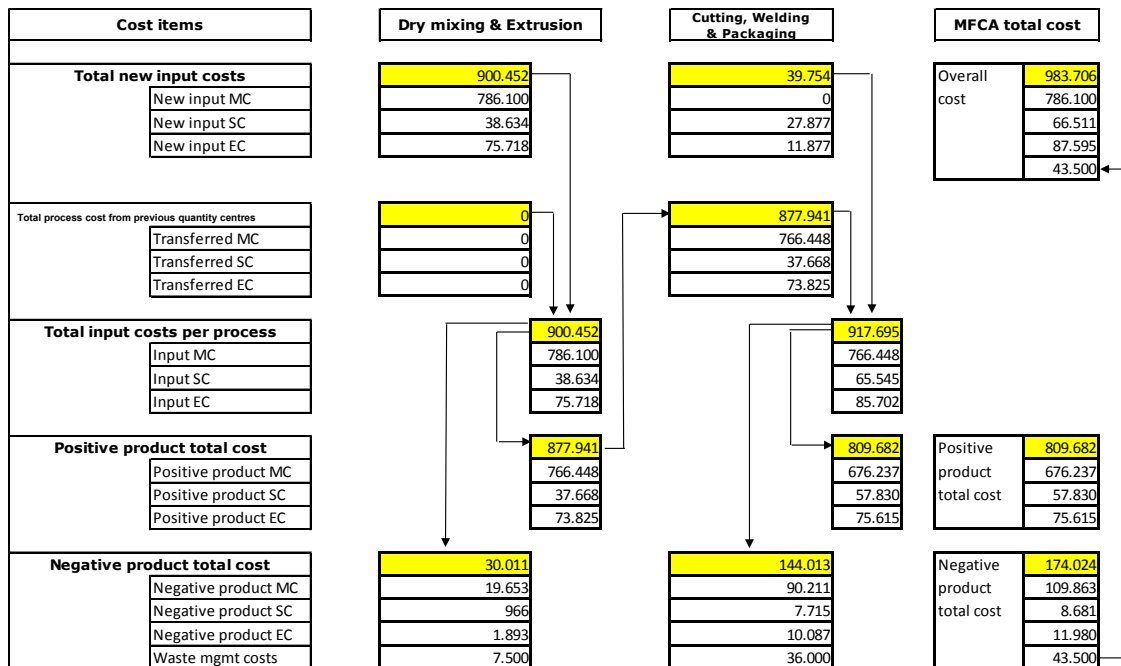 Cost items Dry mixing & Extrusion Cutting, Welding & Packaging MFCA total cost
Total new input costs 900.452 39.754 Overall 983.706
New input MC 786.100 0 cost 786.100
New input SC 38.634 27.877 66.511
New input EC 75.718 11.877 87.595
43.500
Total process cost from previous quantity centres 0 877.941
Transferred MC 0 766.448
Transferred SC 0 37.668
Transferred EC 0 73.825
Total input costs per process 900.452 917.695
Input MC 786.100 766.448
Input SC 38.634 65.545
Input EC 75.718 85.702
Positive product total cost 877.941 809.682 Positive 809.682
Positive product MC 766.448 676.237 product 676.237
Positive product SC 37.668 57.830 total cost 57.830
Positive product EC 73.825 75.615 75.615
Negative product total cost 30.011 144.013 Negative 174.024
Negative product MC 19.653 90.211 product 109.863
Negative product SC 966 7.715 total cost 8.681
Negative product EC 1.893 10.087 11.980
Waste mgmt costs 7.500 36.000 43.500